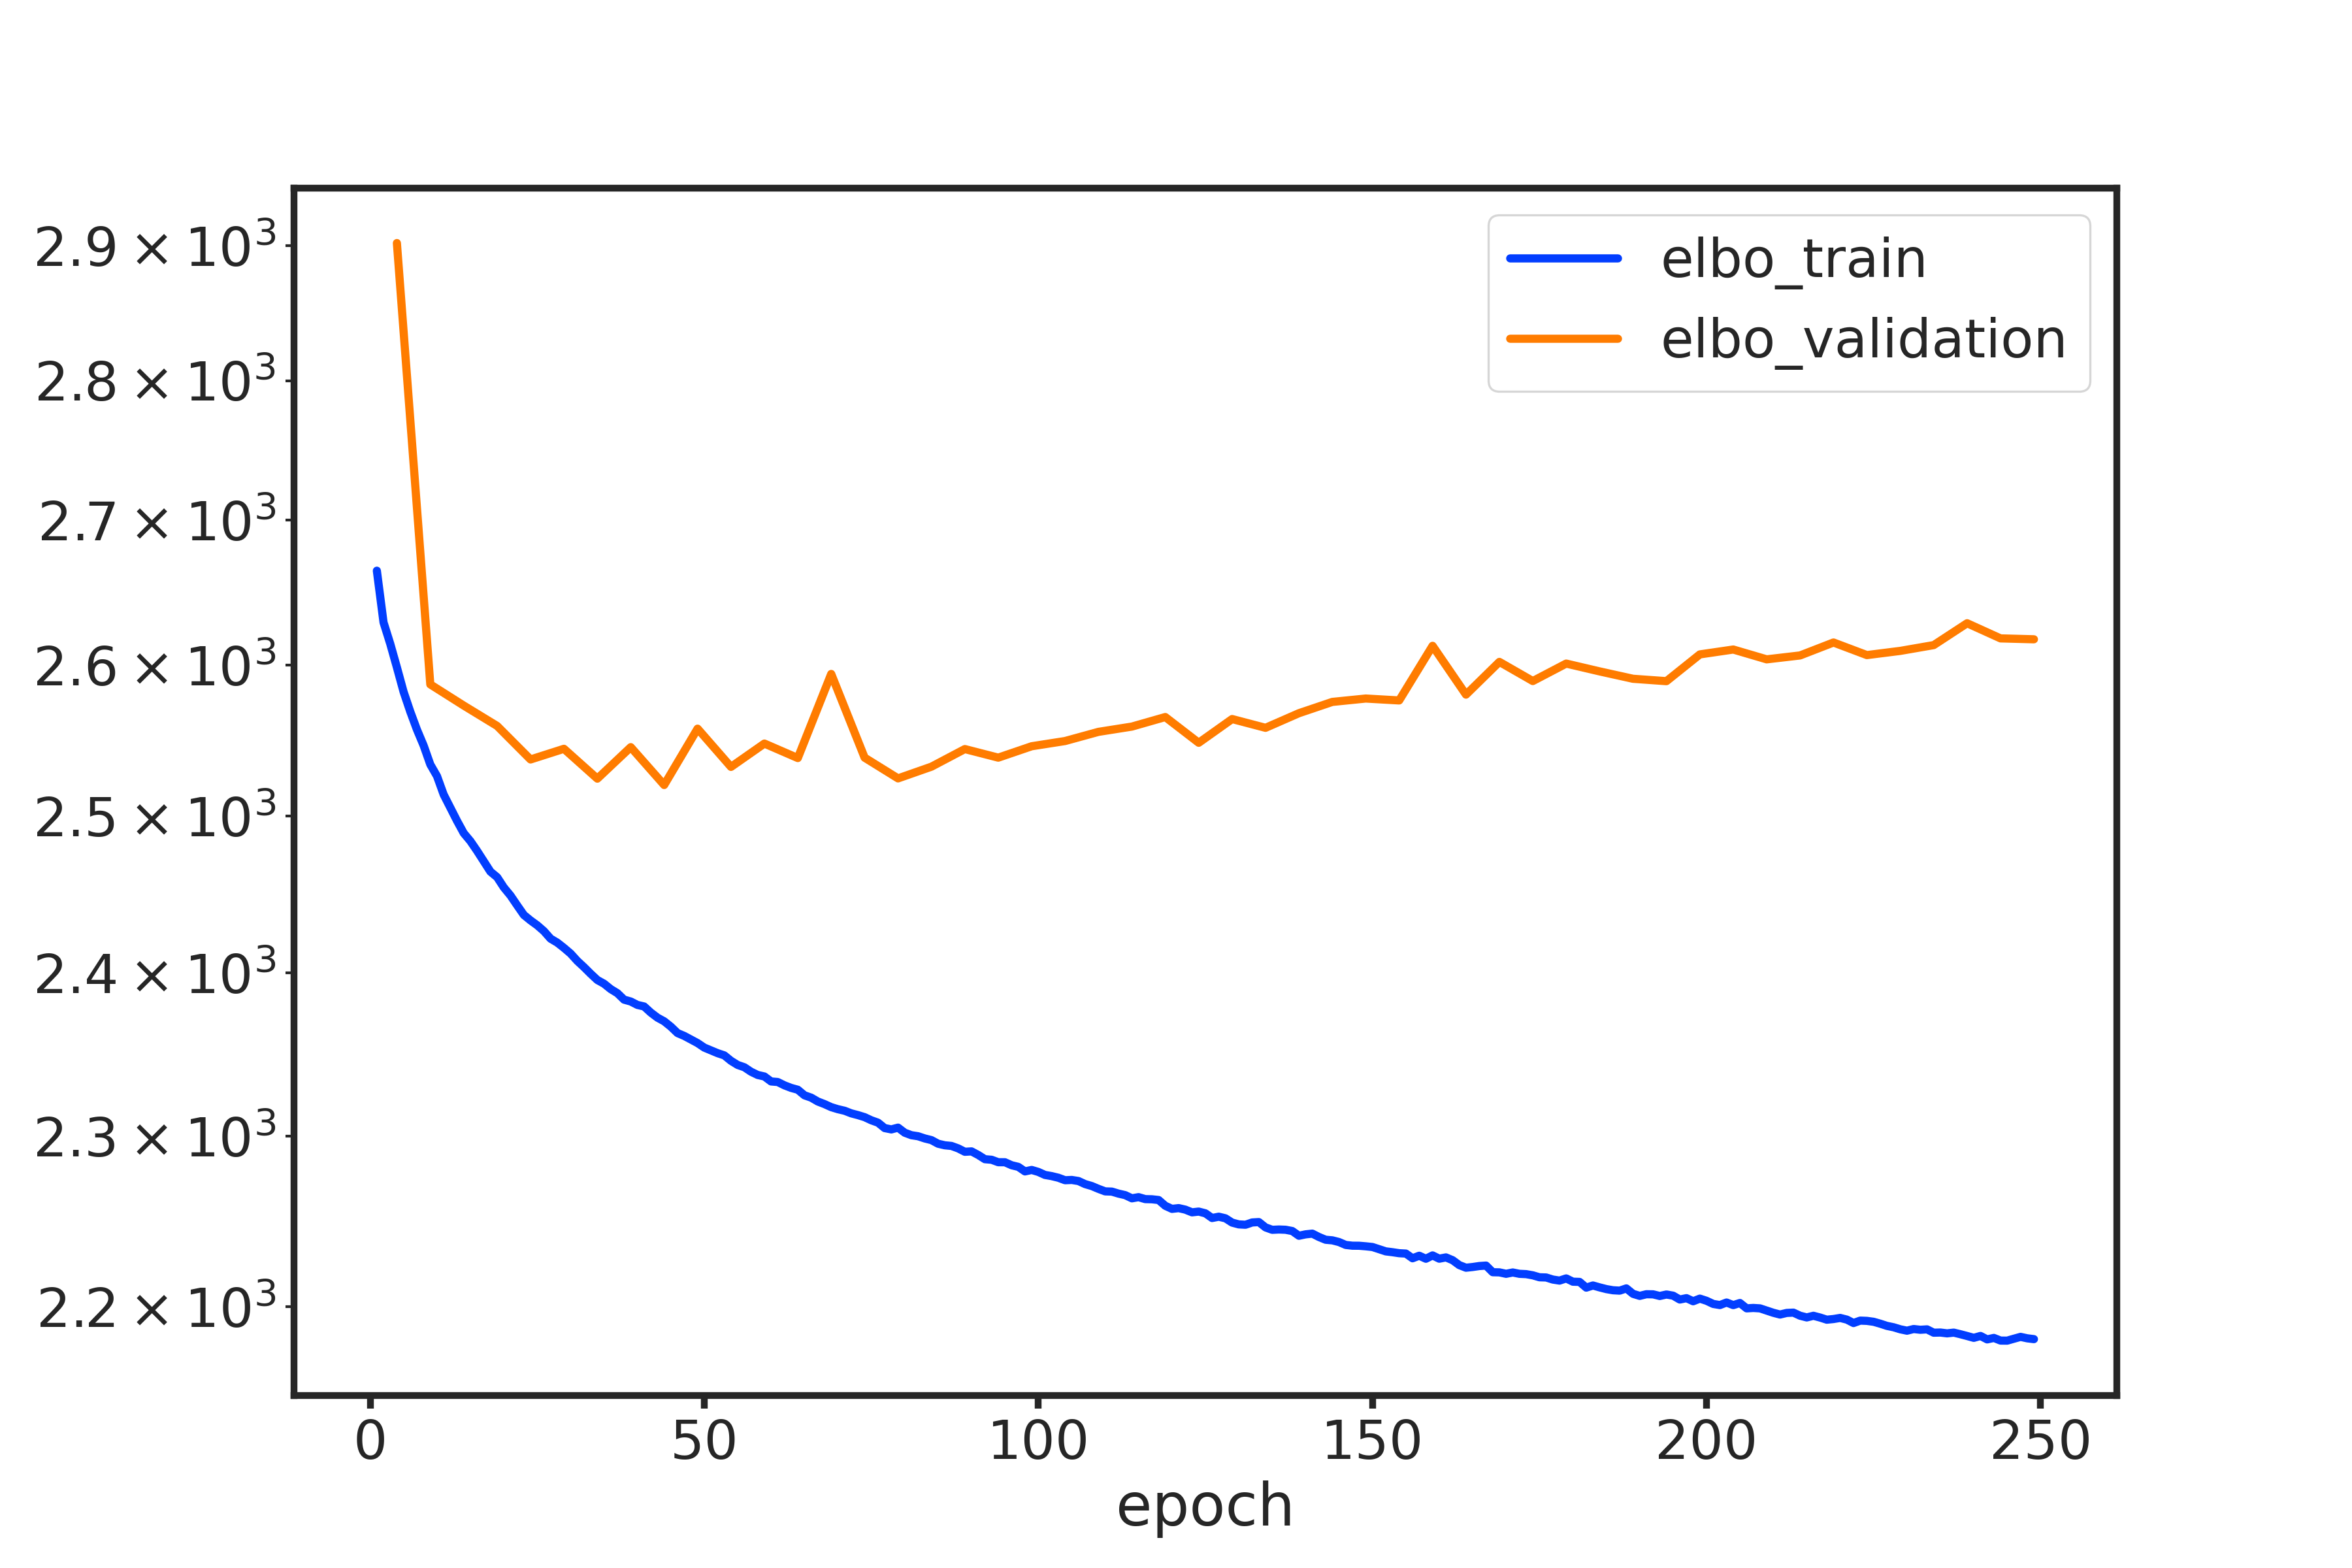 2.9 × 10³
2.8 × 10³
2.7 × 10³
2.6 × 10³
2.5 × 10³
2.4 × 10³
2.3 × 10³
2.2 × 10³
elbo_train
elbo_validation
0 50 100 150 200 250
epoch